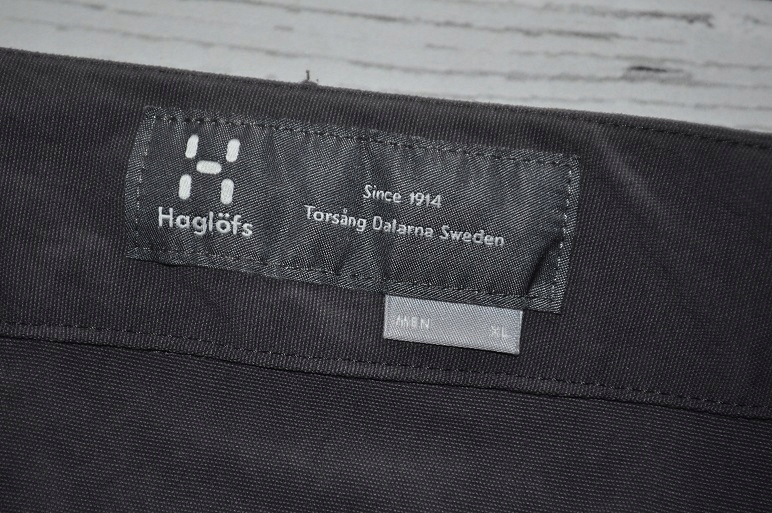 Haglöfs
Since 1914
Torsång Dalarna Sweden
MEN XL